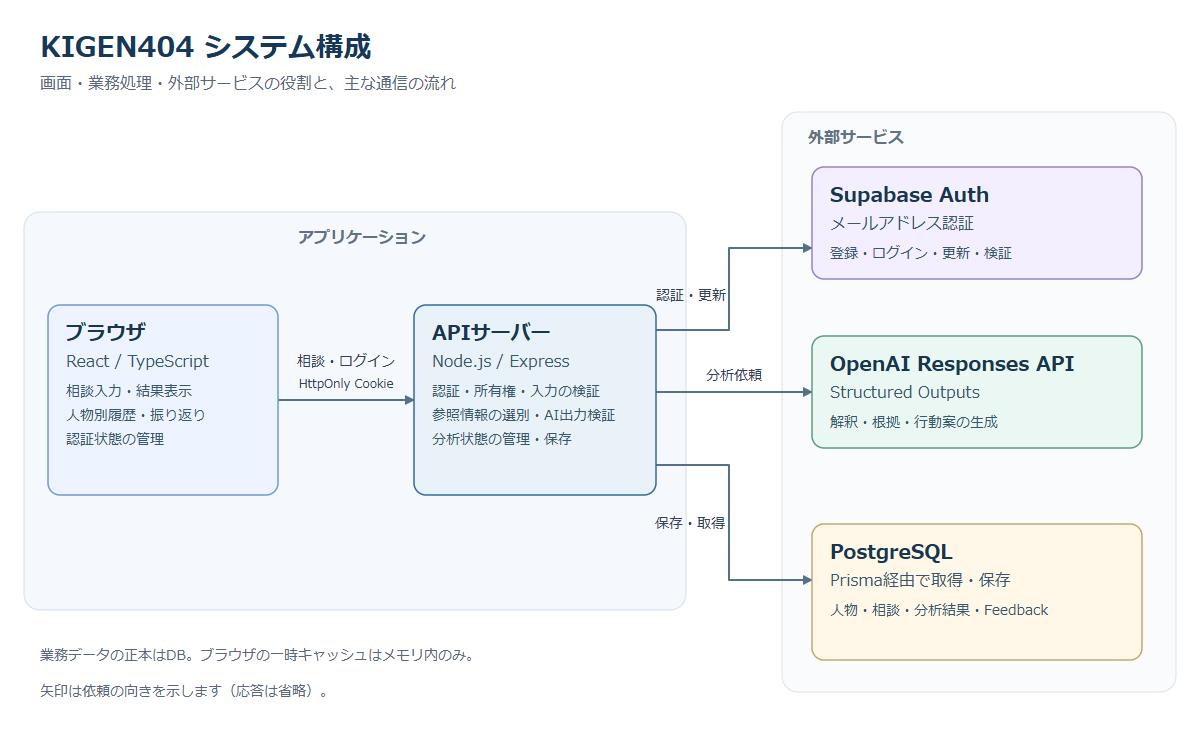 KIGEN404 システム構成
画面・業務処理・外部サービスの役割と、主な通信の流れ
アプリケーション
ブラウザ
React / TypeScript
相談入力・結果表示
人物別履歴・振り返り
認証状態の管理
相談・ログイン
HttpOnly Cookie
APIサーバー
Node.js / Express
認証・所有権・入力の検証
参照情報の選別・AI出力検証
分析状態の管理・保存
認証・更新
分析依頼
保存・取得
外部サービス
Supabase Auth
メールアドレス認証
登録・ログイン・更新・検証
OpenAI Responses API
Structured Outputs
解釈・根拠・行動案の生成
PostgreSQL
Prisma経由で取得・保存
人物・相談・分析結果・Feedback
業務データの正本はDB。ブラウザの一時キャッシュはメモリ内のみ。
矢印は依頼の向きを示します（応答は省略）。